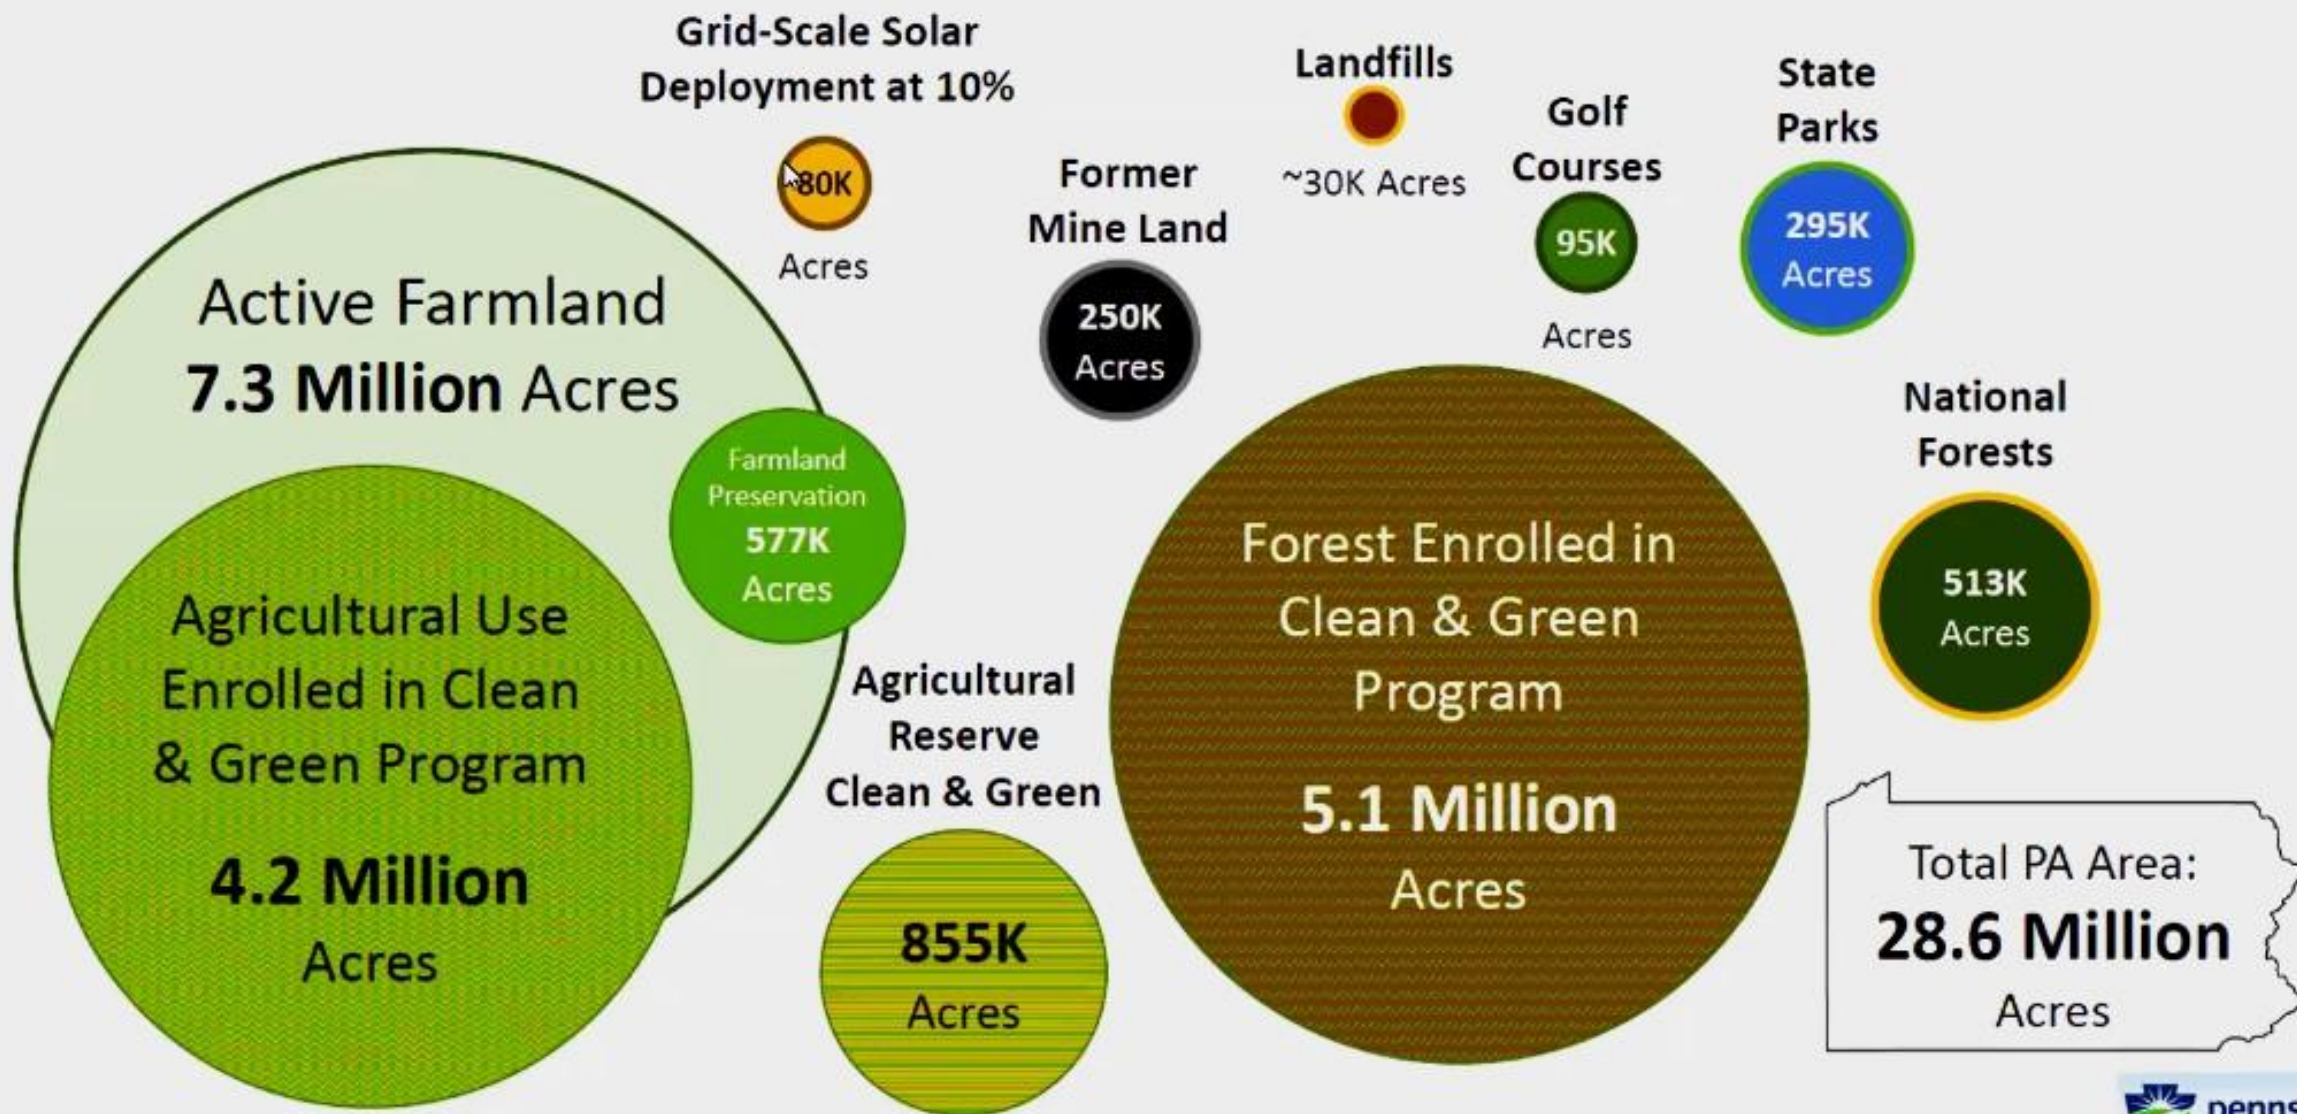 Grid-Scale Solar
Deployment at 10%
80K
Acres
Landfills
~30K Acres
Golf
Courses
95K
Acres
State
Parks
295K
Acres
Former
Mine Land
250K
Acres
Active Farmland
7.3 Million Acres
Farmland
Preservation
577K
Acres
Agricultural Use
Enrolled in Clean
& Green Program
4.2 Million
Acres
Agricultural
Reserve
Clean & Green
855K
Acres
Forest Enrolled in
Clean & Green
Program
5.1 Million
Acres
National
Forests
513K
Acres
Total PA Area:
28.6 Million
Acres